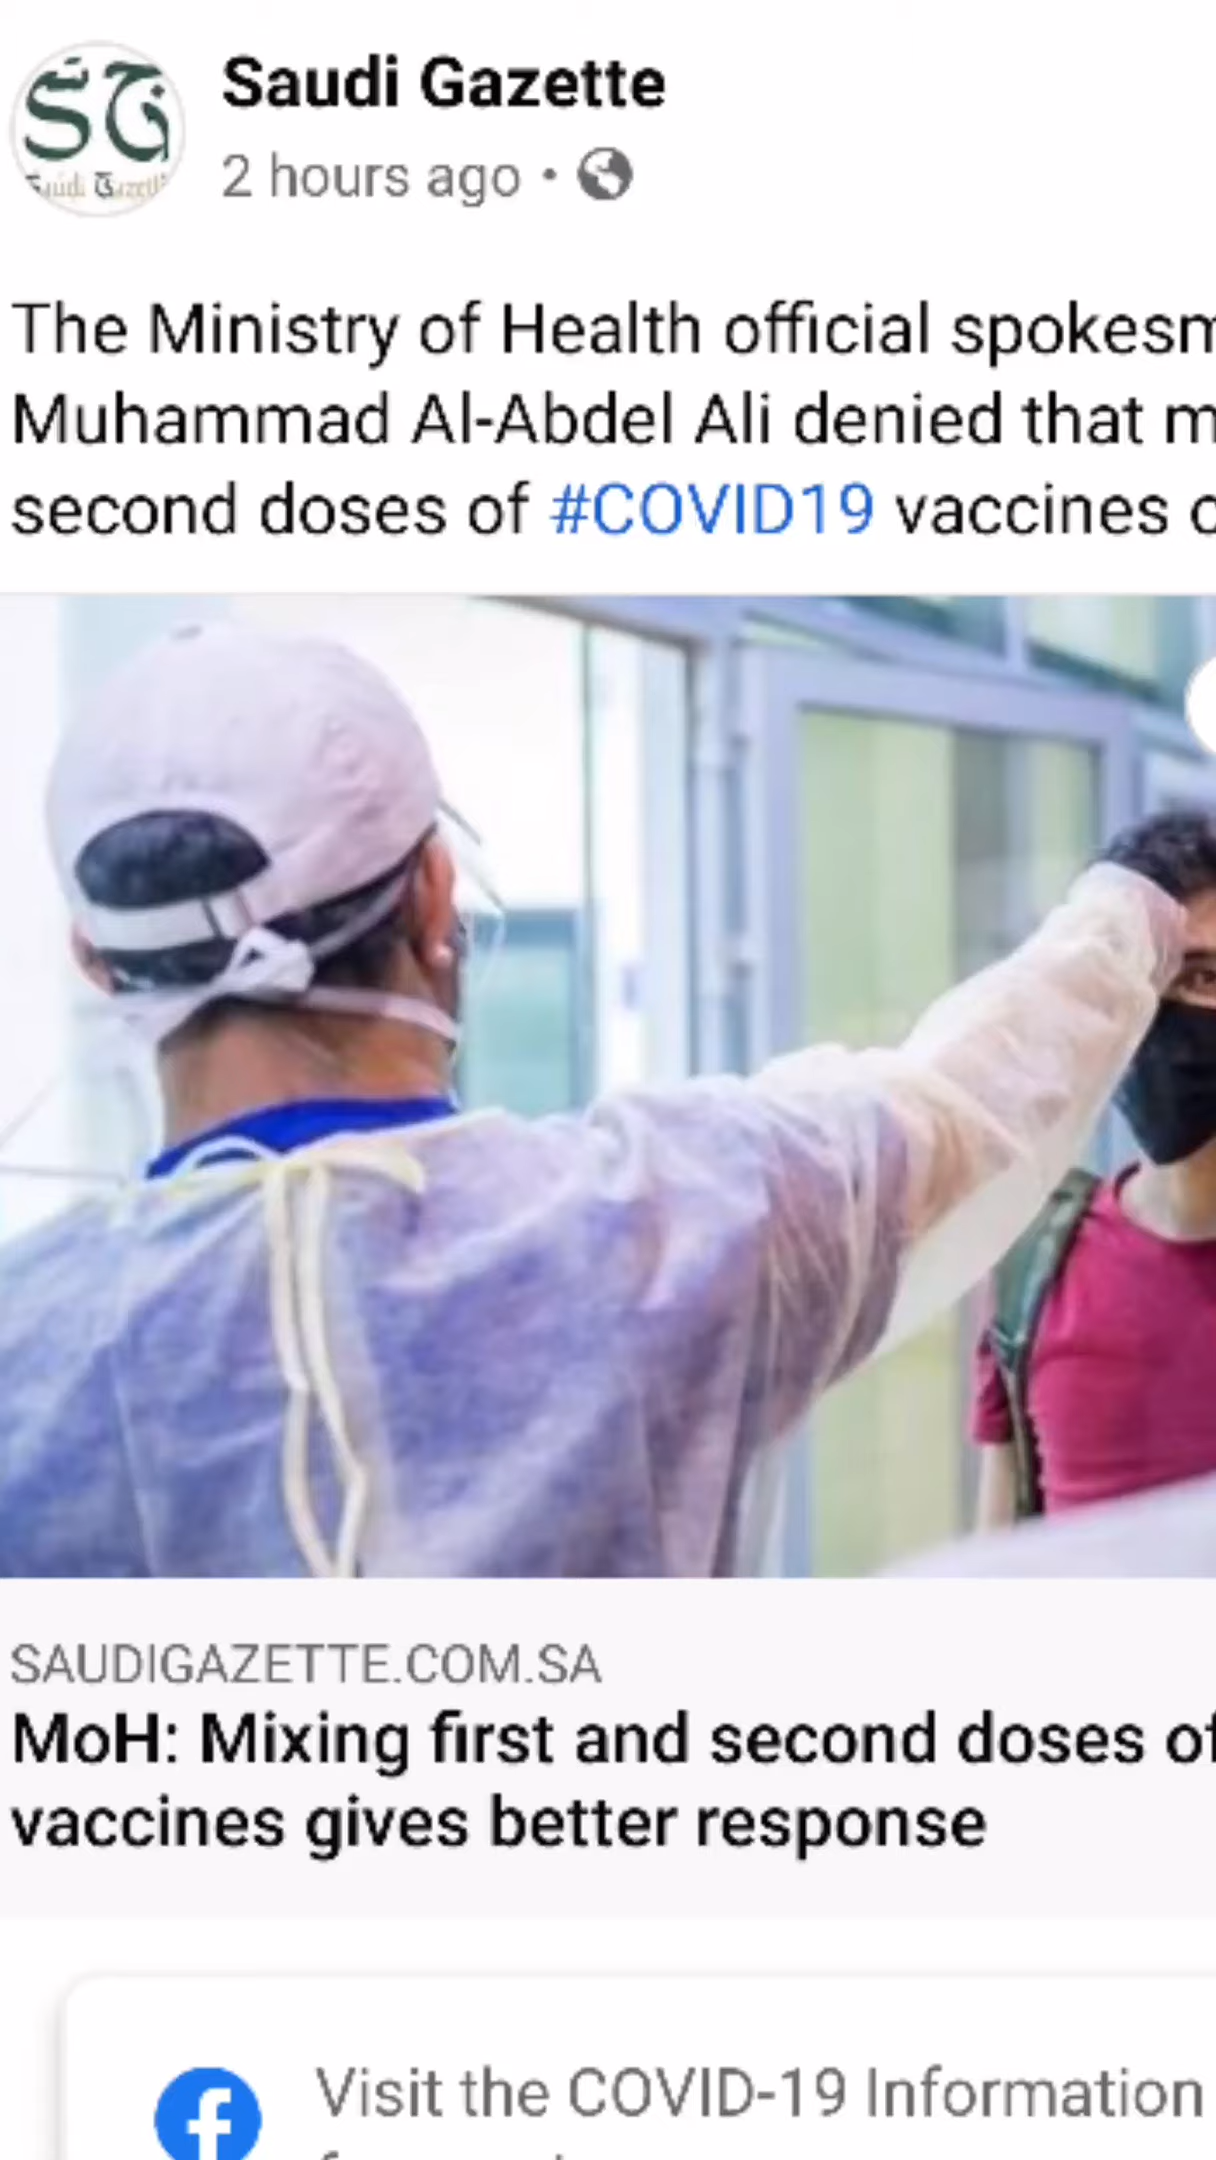 Saudi Gazette
2 hours ago
The Ministry of Health official
Muhammad Al-Abdel Ali denied that
second doses of #COVID19 vaccines
SAUDIGAZETTE.COM.SA
MoH: Mixing first and second doses of
vaccines gives better response
Visit the COVID-19 Information